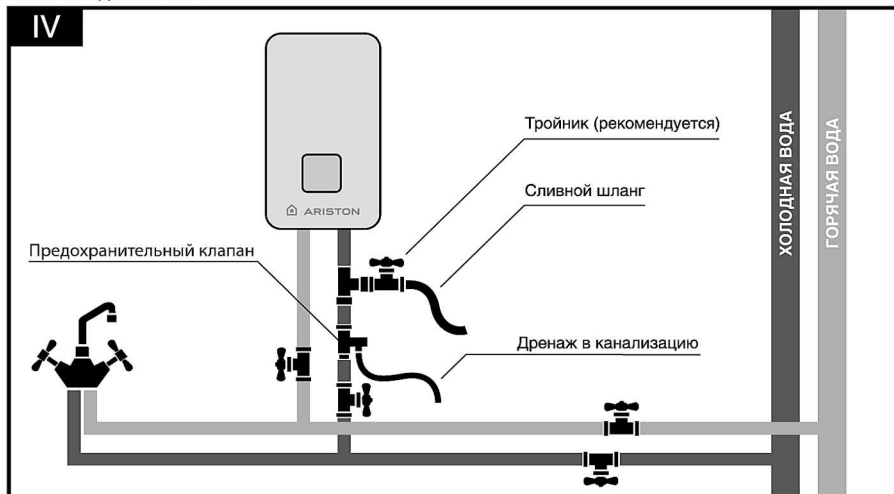 IV
Тройник (рекомендуется)
Сливной шланг
ARISTON
Предохранительный клапан
Дренаж в канализацию
ХОЛОДНАЯ ВОДА
ГОРЯЧАЯ ВОДА